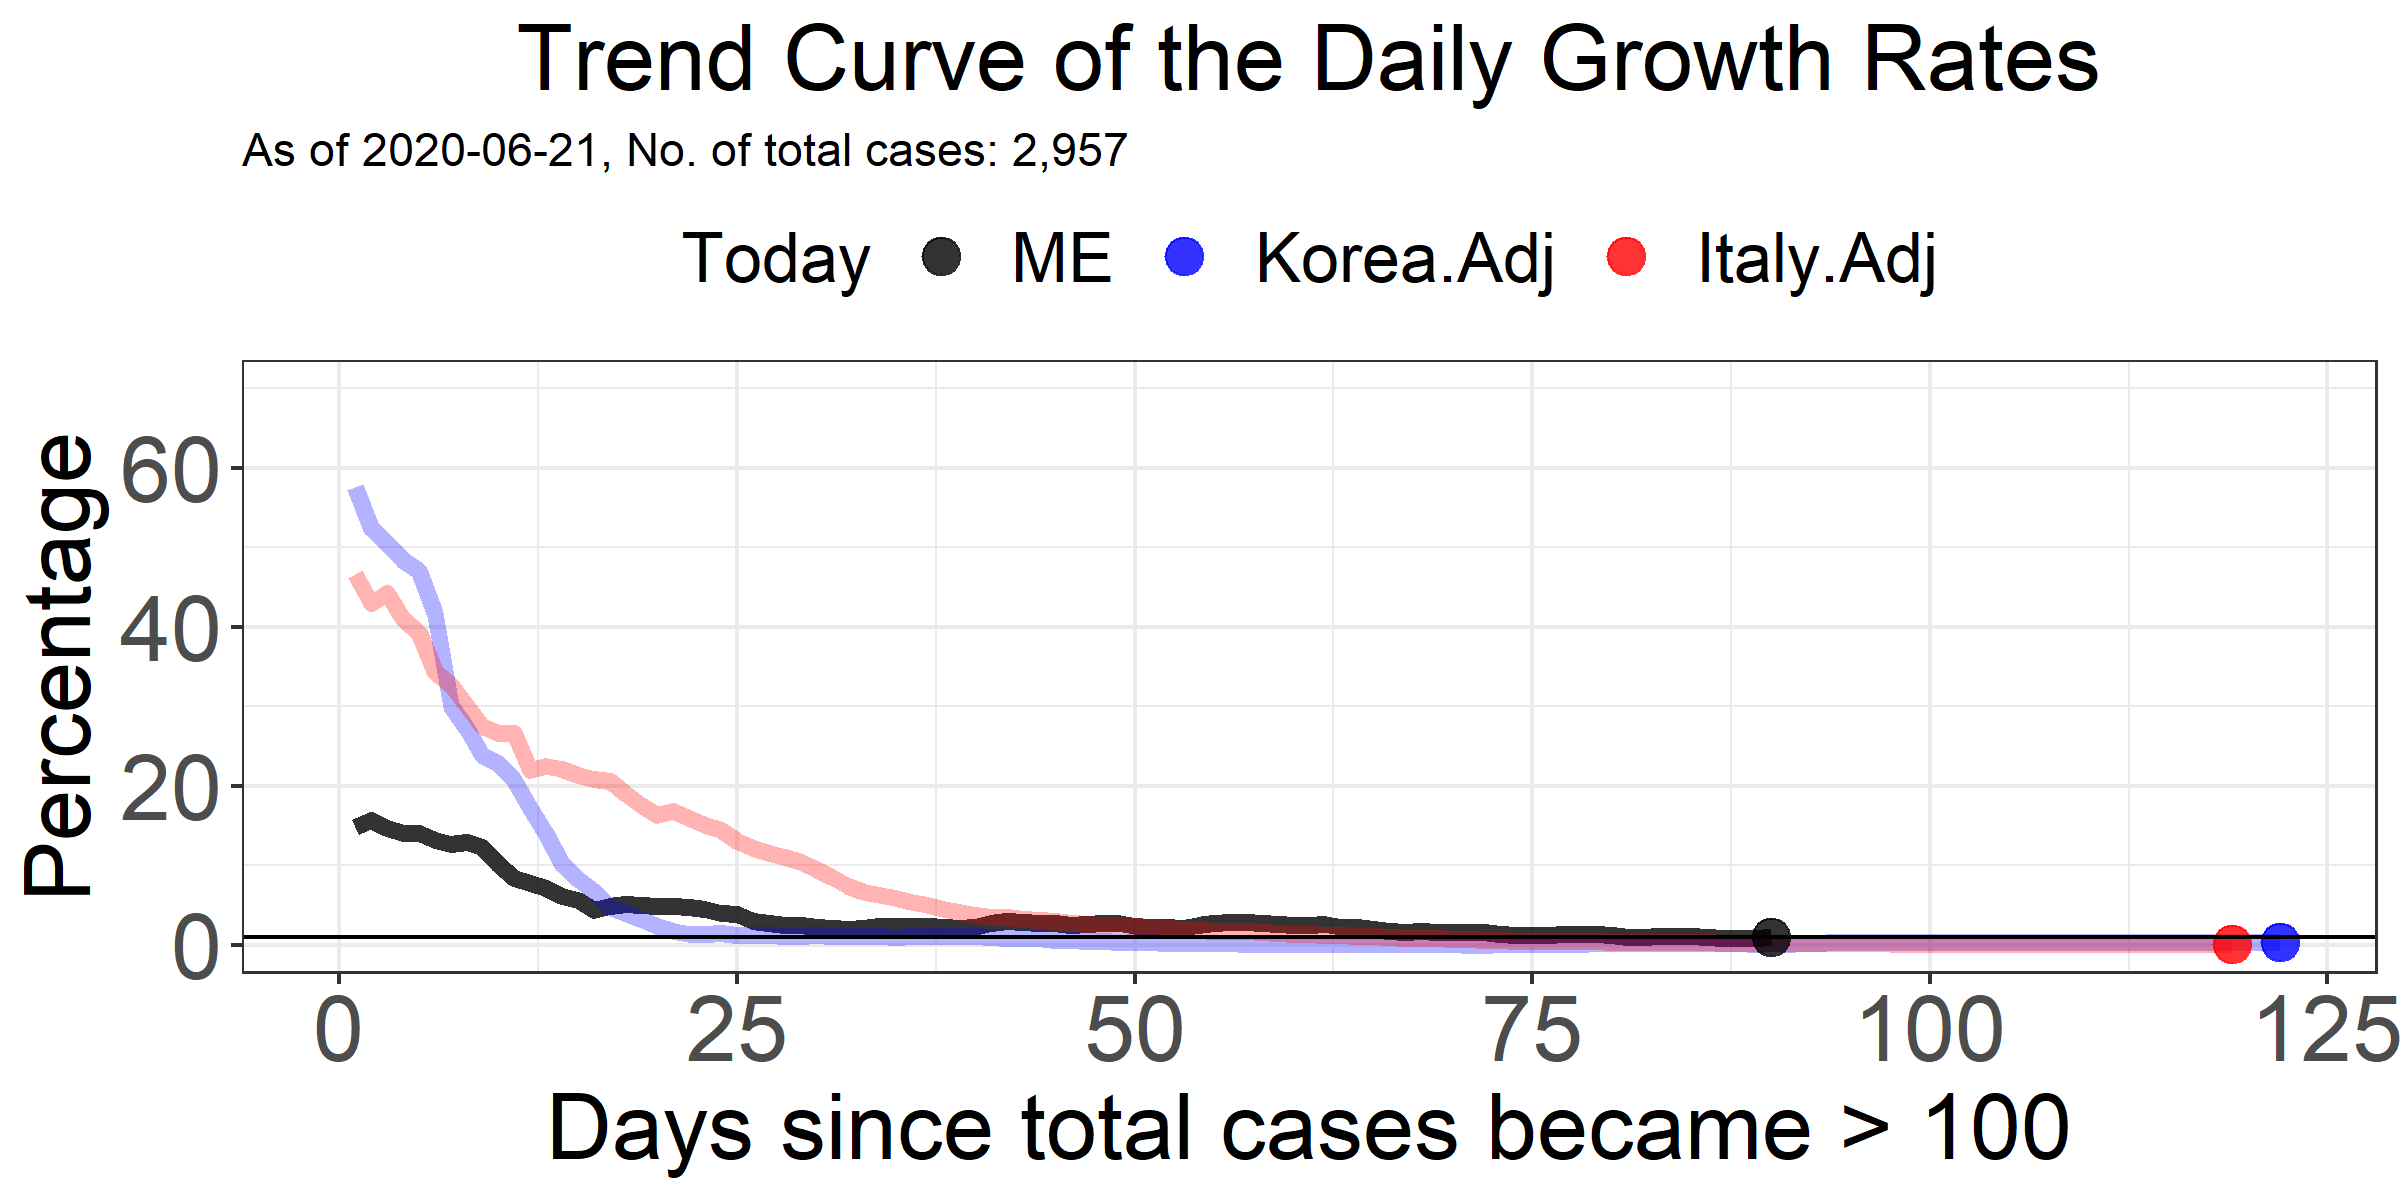 Trend Curve of the Daily Growth Rates
As of 2020-06-21, No. of total cases: 2,957
Today ME Korea.Adj Italy.Adj
Percentage
60
40
20
0
0 25 50 75 100 125
Days since total cases became > 100